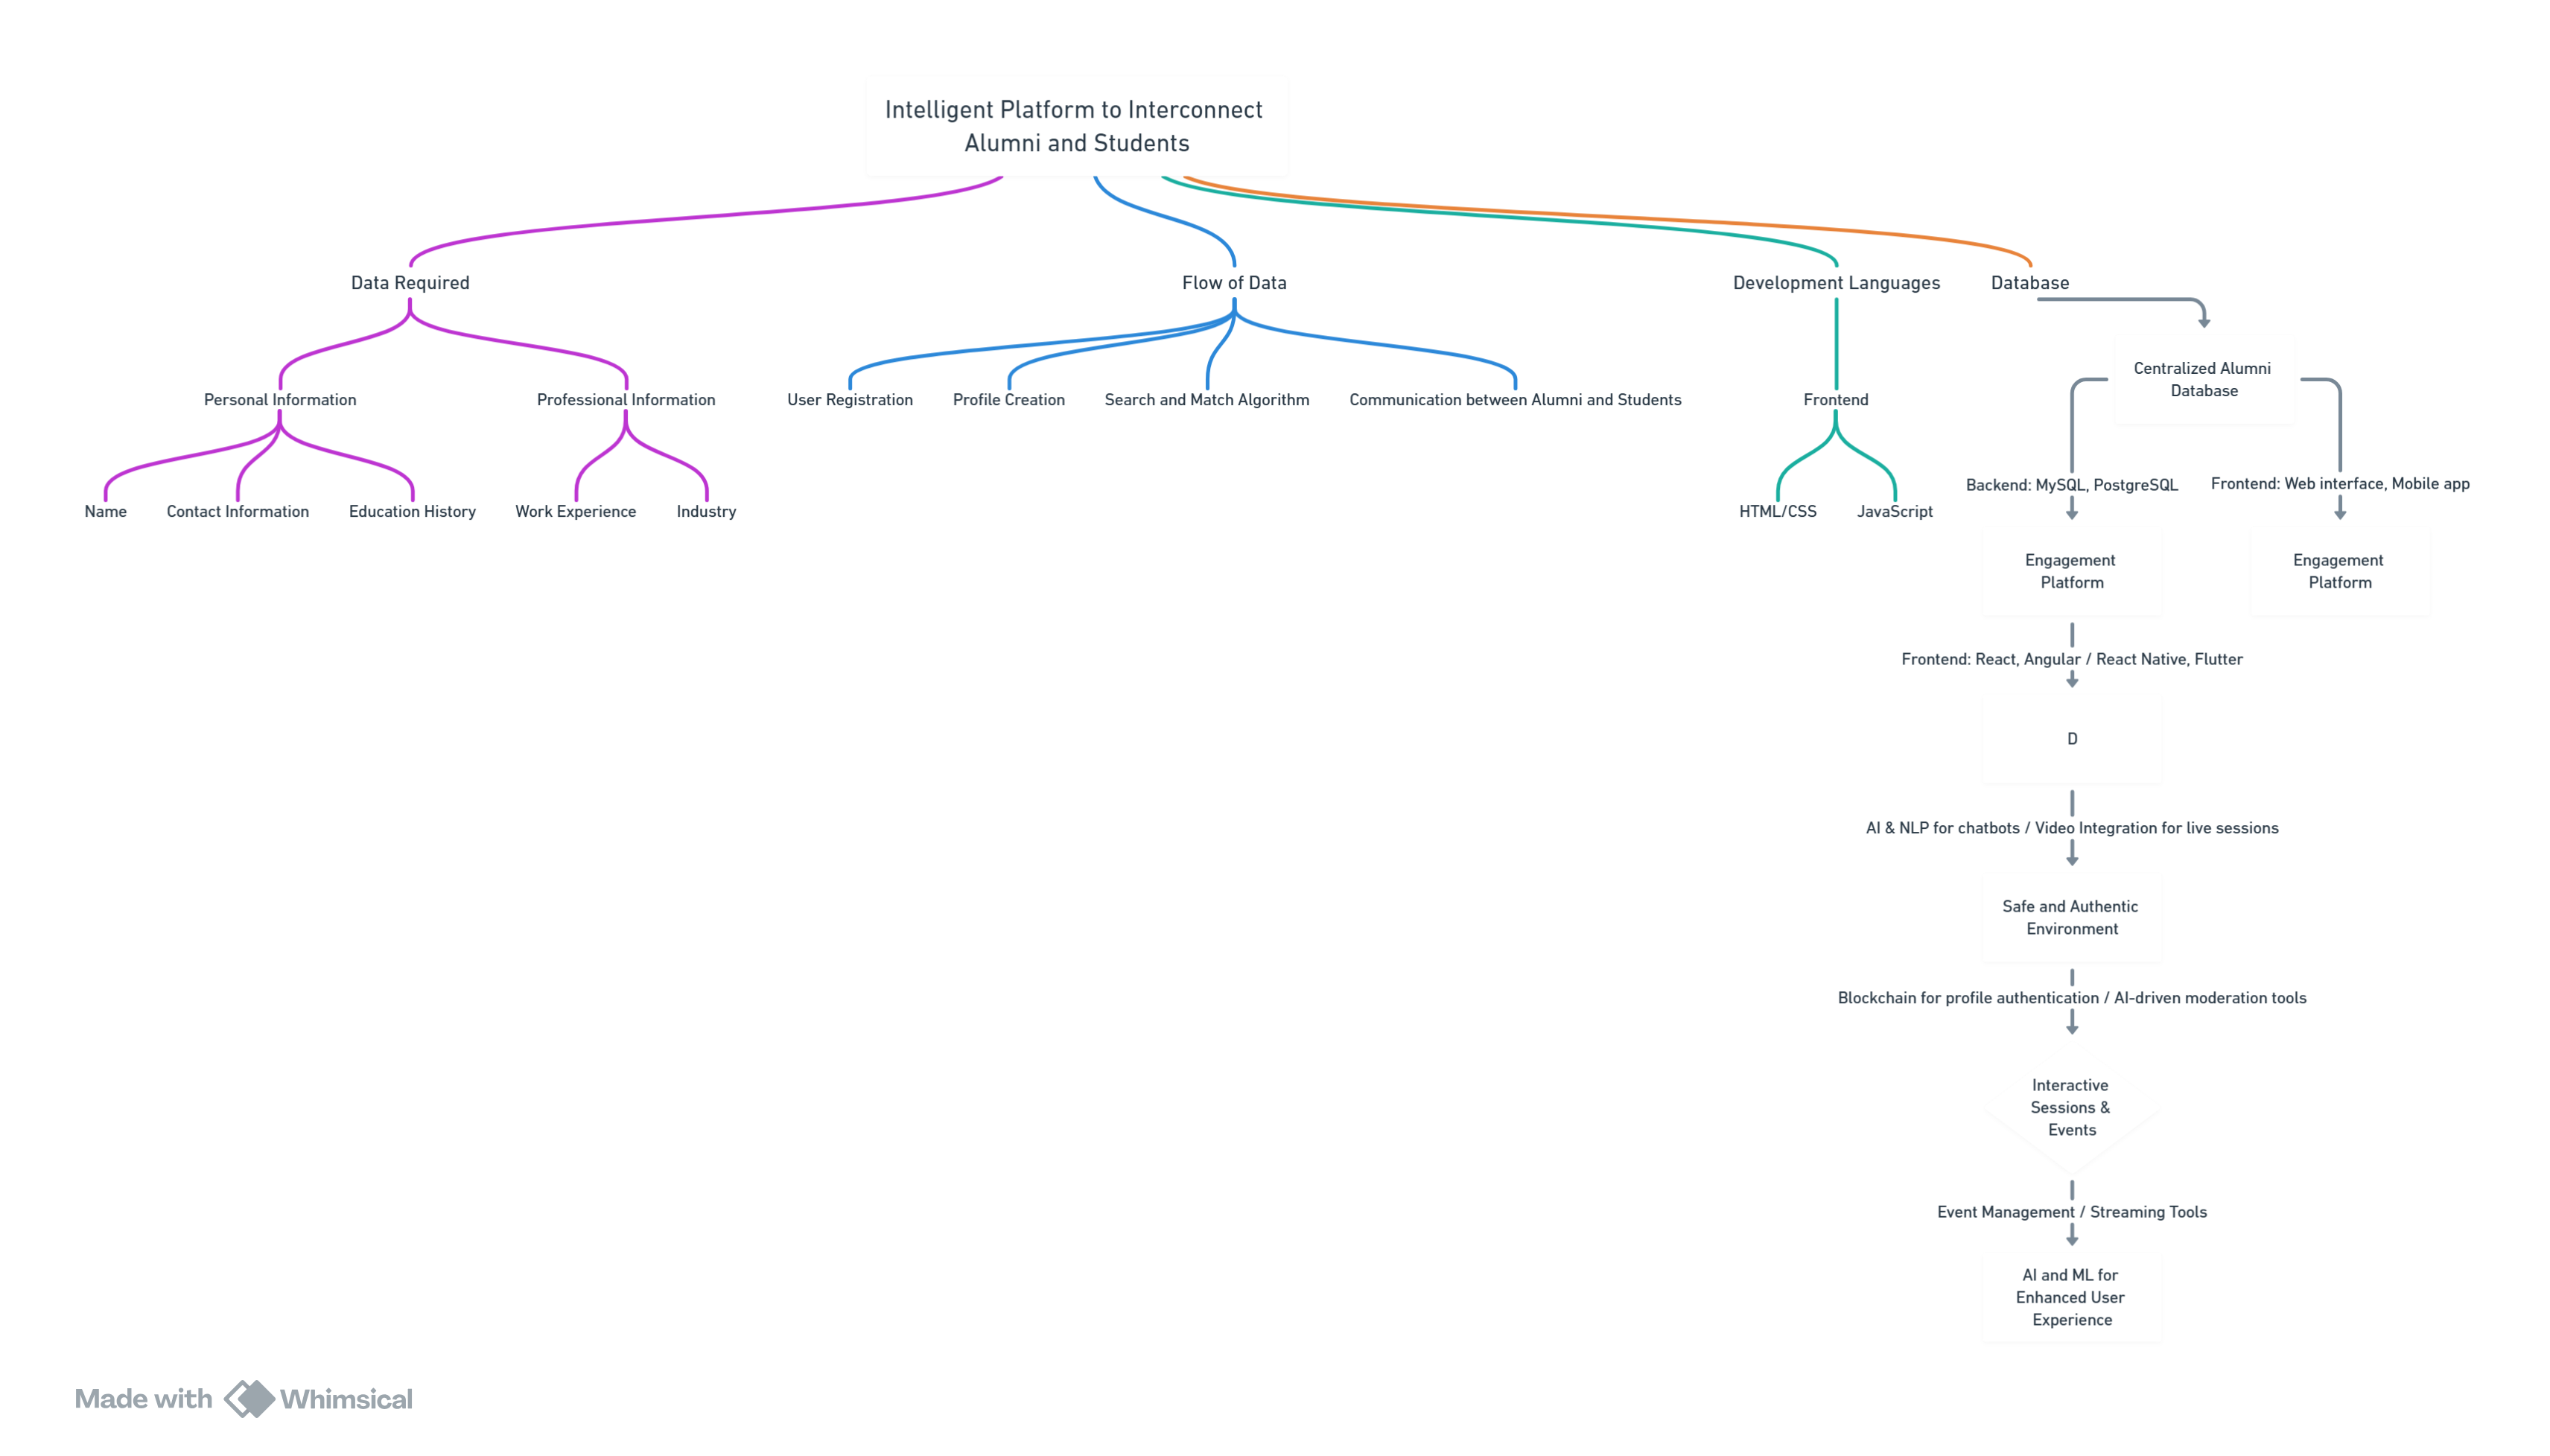 Intelligent Platform to Interconnect
Alumni and Students
Data Required
Flow of Data
Development Languages
Database
Centralized Alumni
Database
Personal Information
Professional Information
User Registration
Profile Creation
Search and Match Algorithm
Communication between Alumni and Students
Frontend
Backend: MySQL, PostgreSQL
Frontend: Web interface, Mobile app
Name
Contact Information
Education History
Work Experience
Industry
HTML/CSS
JavaScript
Engagement
Platform
Engagement
Platform
Frontend: React, Angular / React Native, Flutter
D
AI & NLP for chatbots / Video Integration for live sessions
Safe and Authentic
Environment
Blockchain for profile authentication / AI-driven moderation tools
Interactive
Sessions &
Events
Event Management / Streaming Tools
AI and ML for
Enhanced User
Experience
Made with Whimsical